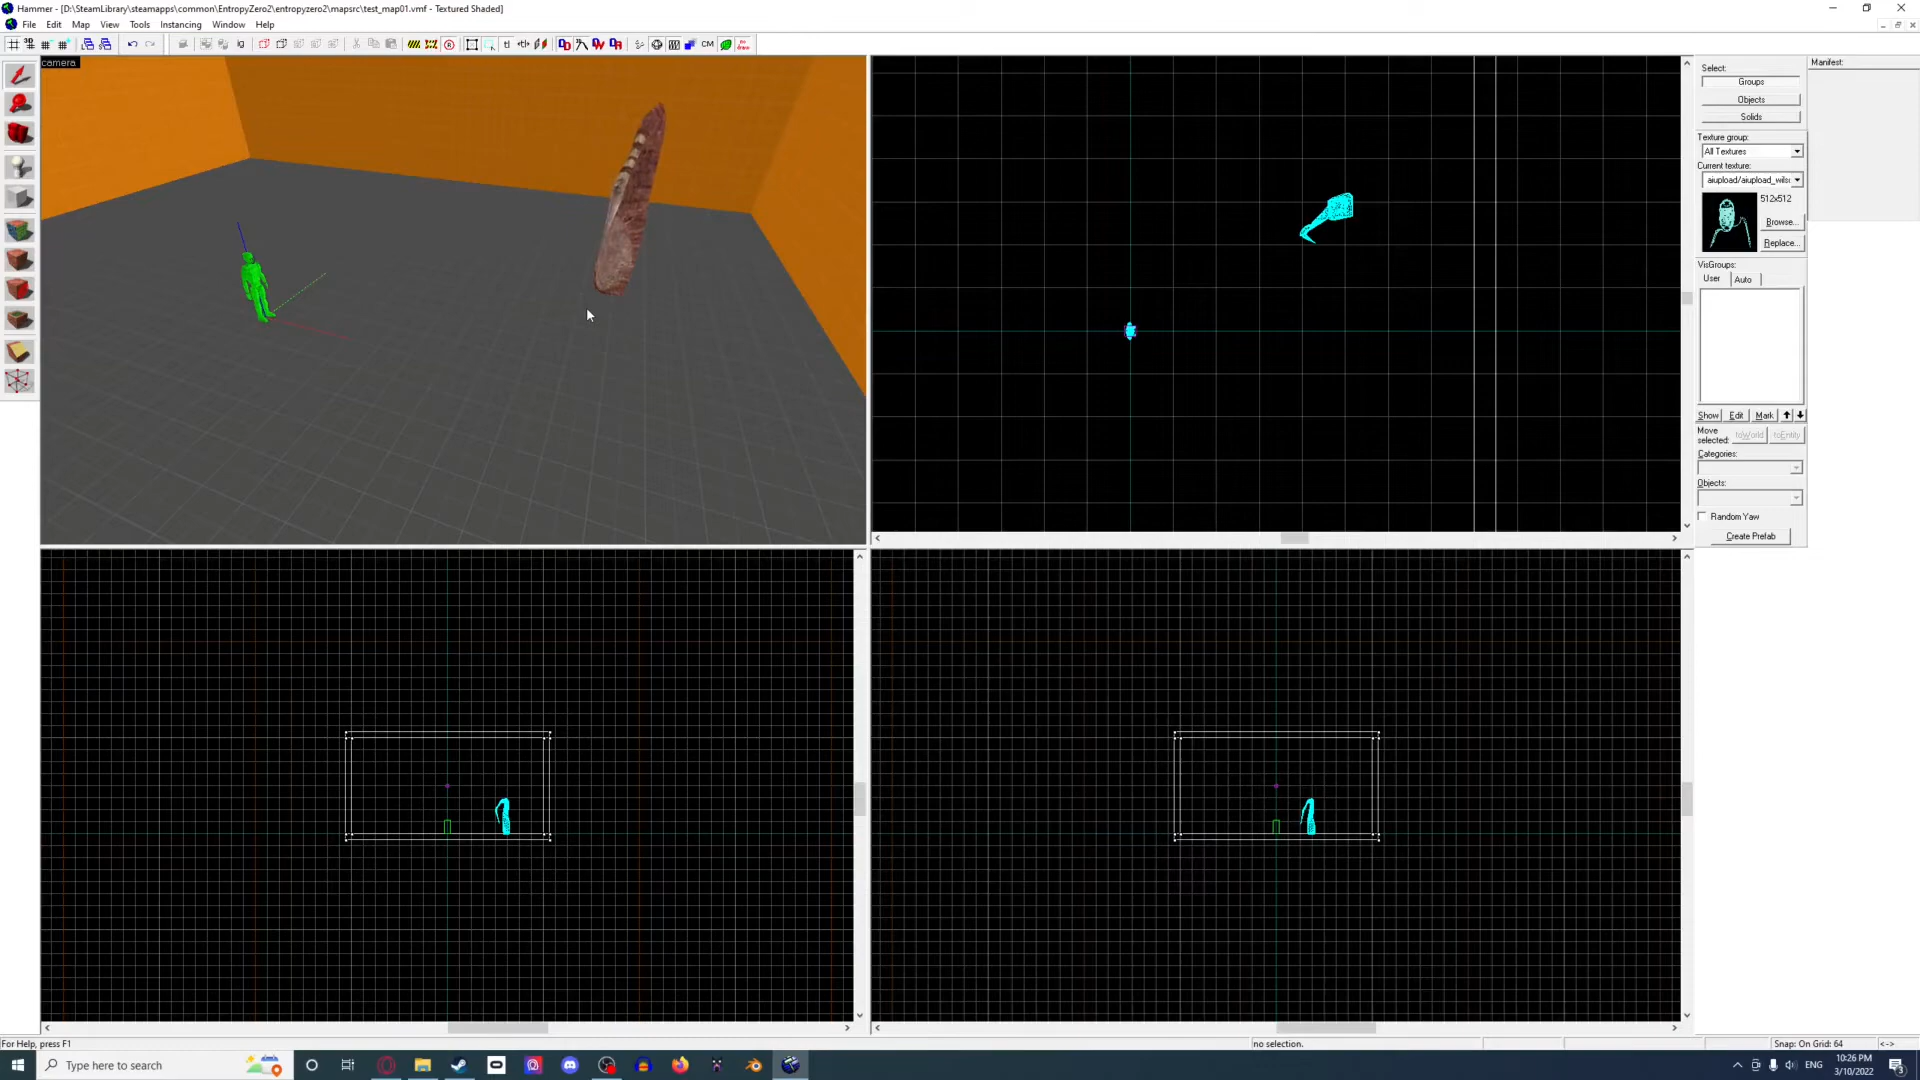 Hammer - [D:\SteamLibrary\steamapps\common\EntropyZero2\entropyzero2\mapsrc\test_map01.vmf - Textured Shaded]
File Edit Map View Tools Instancing Window Help
CM
camera
Select:
Groups
Objects
Solids
Texture group:
All Textures
Current texture:
512x512
Browse...
Replace...
VisGroups:
User Auto
Show Edit Mark
Move selected: toWorld toEntity
Categories:
Objects:
Random Yaw
Create Prefab
Manifest:
For Help, press F1
no selection.
Snap: On Grid: 64
<->
Type here to search
ENG
10:26 PM
3/10/2022